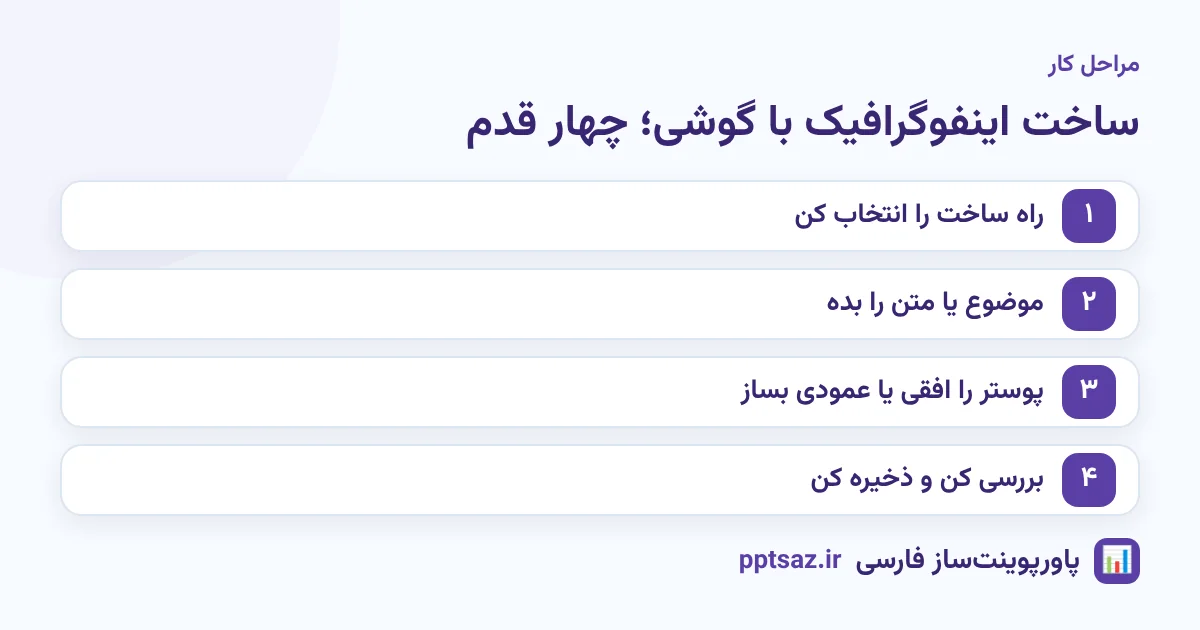 مراحل کار
ساخت اینفوگرافیک با گوشی؛ چهار قدم
۱ راه ساخت را انتخاب کن
۲ موضوع یا متن را بده
۳ پوستر را افقی یا عمودی بساز
۴ بررسی کن و ذخیره کن
پاورپوینت‌ساز فارسی pptsaz.ir